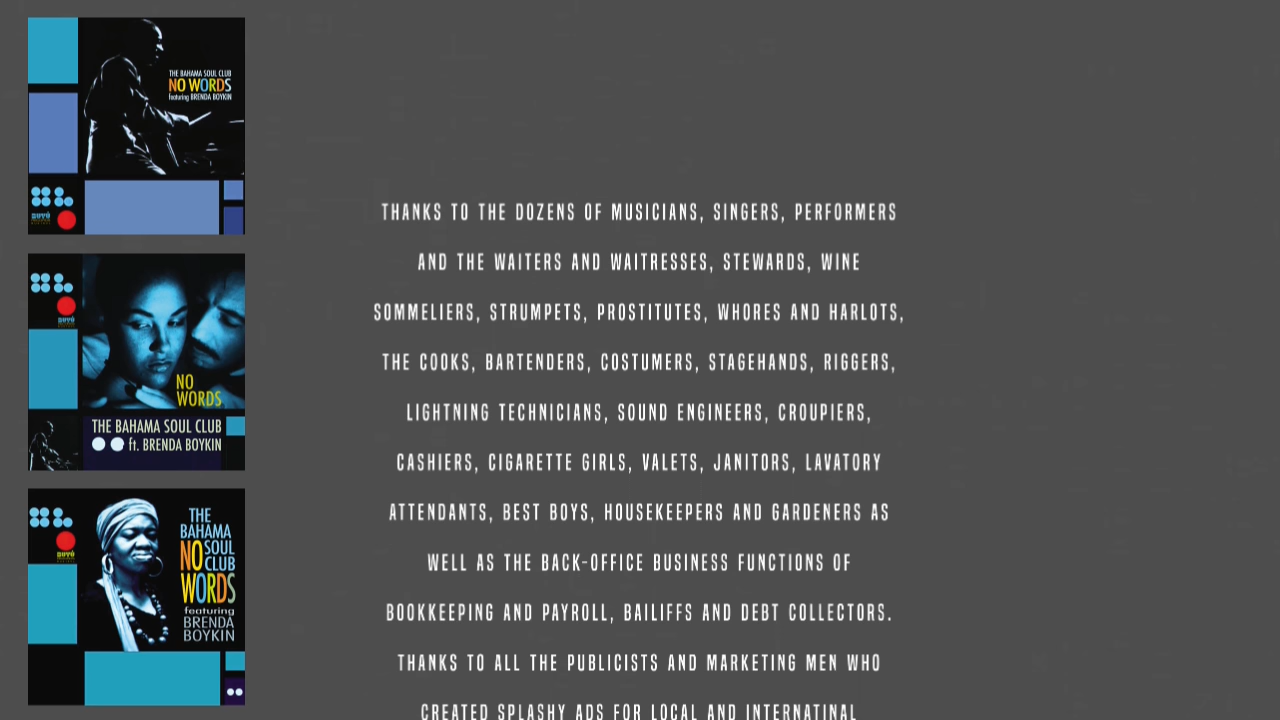 THE BAHAMA SOUL CLUB
NO WORDS
featuring BRENDA BOYKIN
NO
WORDS
THE BAHAMA SOUL CLUB
ft. BRENDA BOYKIN
THE
BAHAMA
NO SOUL
CLUB
WORDS
featuring
BRENDA
BOYKIN
THANKS TO THE DOZENS OF MUSICIANS, SINGERS, PERFORMERS
AND THE WAITERS AND WAITRESSES, STEWARDS, WINE
SOMMELIERS, STRUMPETS, PROSTITUTES, WHORES AND HARLOTS,
THE COOKS, BARTENDERS, COSTUMERS, STAGEHANDS, RIGGERS,
LIGHTNING TECHNICIANS, SOUND ENGINEERS, CROUPIERS,
CASHIERS, CIGARETTE GIRLS, VALETS, JANITORS, LAVATORY
ATTENDANTS, BEST BOYS, HOUSEKEEPERS AND GARDENERS AS
WELL AS THE BACK-OFFICE BUSINESS FUNCTIONS OF
BOOKKEEPING AND PAYROLL, BAILIFFS AND DEBT COLLECTORS.
THANKS TO ALL THE PUBLICISTS AND MARKETING MEN WHO
CREATED SPLASHY ADS FOR LOCAL AND INTERNATINAL